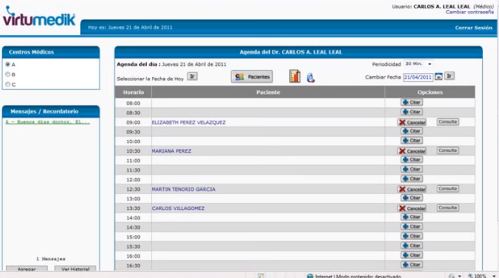 virtumedik
Hoy es: Jueves 21 de Abril de 2011
Usuario: CARLOS A. LEAL LEAL (Médico)
Cambiar contraseña
Cerrar Sesión
Centros Médicos
A
B
C
Mensajes / Recordatorio
1 Mensajes
Agregar Ver Historial
Agenda del Dr. CARLOS A. LEAL LEAL
Agenda del día: Jueves 21 de Abril de 2011
Periodicidad 30 Min.
Seleccionar la Fecha de Hoy Ir
Pacientes
Cambiar Fecha 21/04/2011 Ir
Horario Paciente Opciones
08:00 Citar
08:30 Citar
09:00 ELIZABETH PEREZ VELAZQUEZ Cancelar Consulta
09:30 Citar
10:00 Citar
10:30 MARIANA PEREZ Cancelar Consulta
11:00 Citar
11:30 Citar
12:00 Citar
12:30 MARTIN TENORIO GARCIA Cancelar Consulta
13:00 Citar
13:30 CARLOS VILLAGOMEZ Cancelar Consulta
14:00 Citar
14:30 Citar
15:00 Citar
15:30 Citar
16:00 Citar
16:30 Citar
Internet | Modo protegido: desactivado
100%